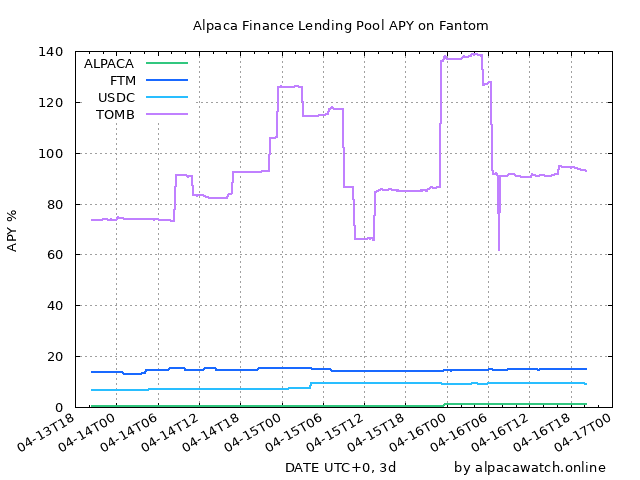 Alpaca Finance Lending Pool APY on Fantom
140
120
100
80
60
40
20
0
APY %
ALPACA
FTM
USDC
TOMB
04-13T18
04-14T00
04-14T06
04-14T12
04-14T18
04-15T00
04-15T06
04-15T12
04-15T18
04-16T00
04-16T06
04-16T12
04-16T18
04-17T00
DATE UTC+0, 3d
by alpacawatch.online